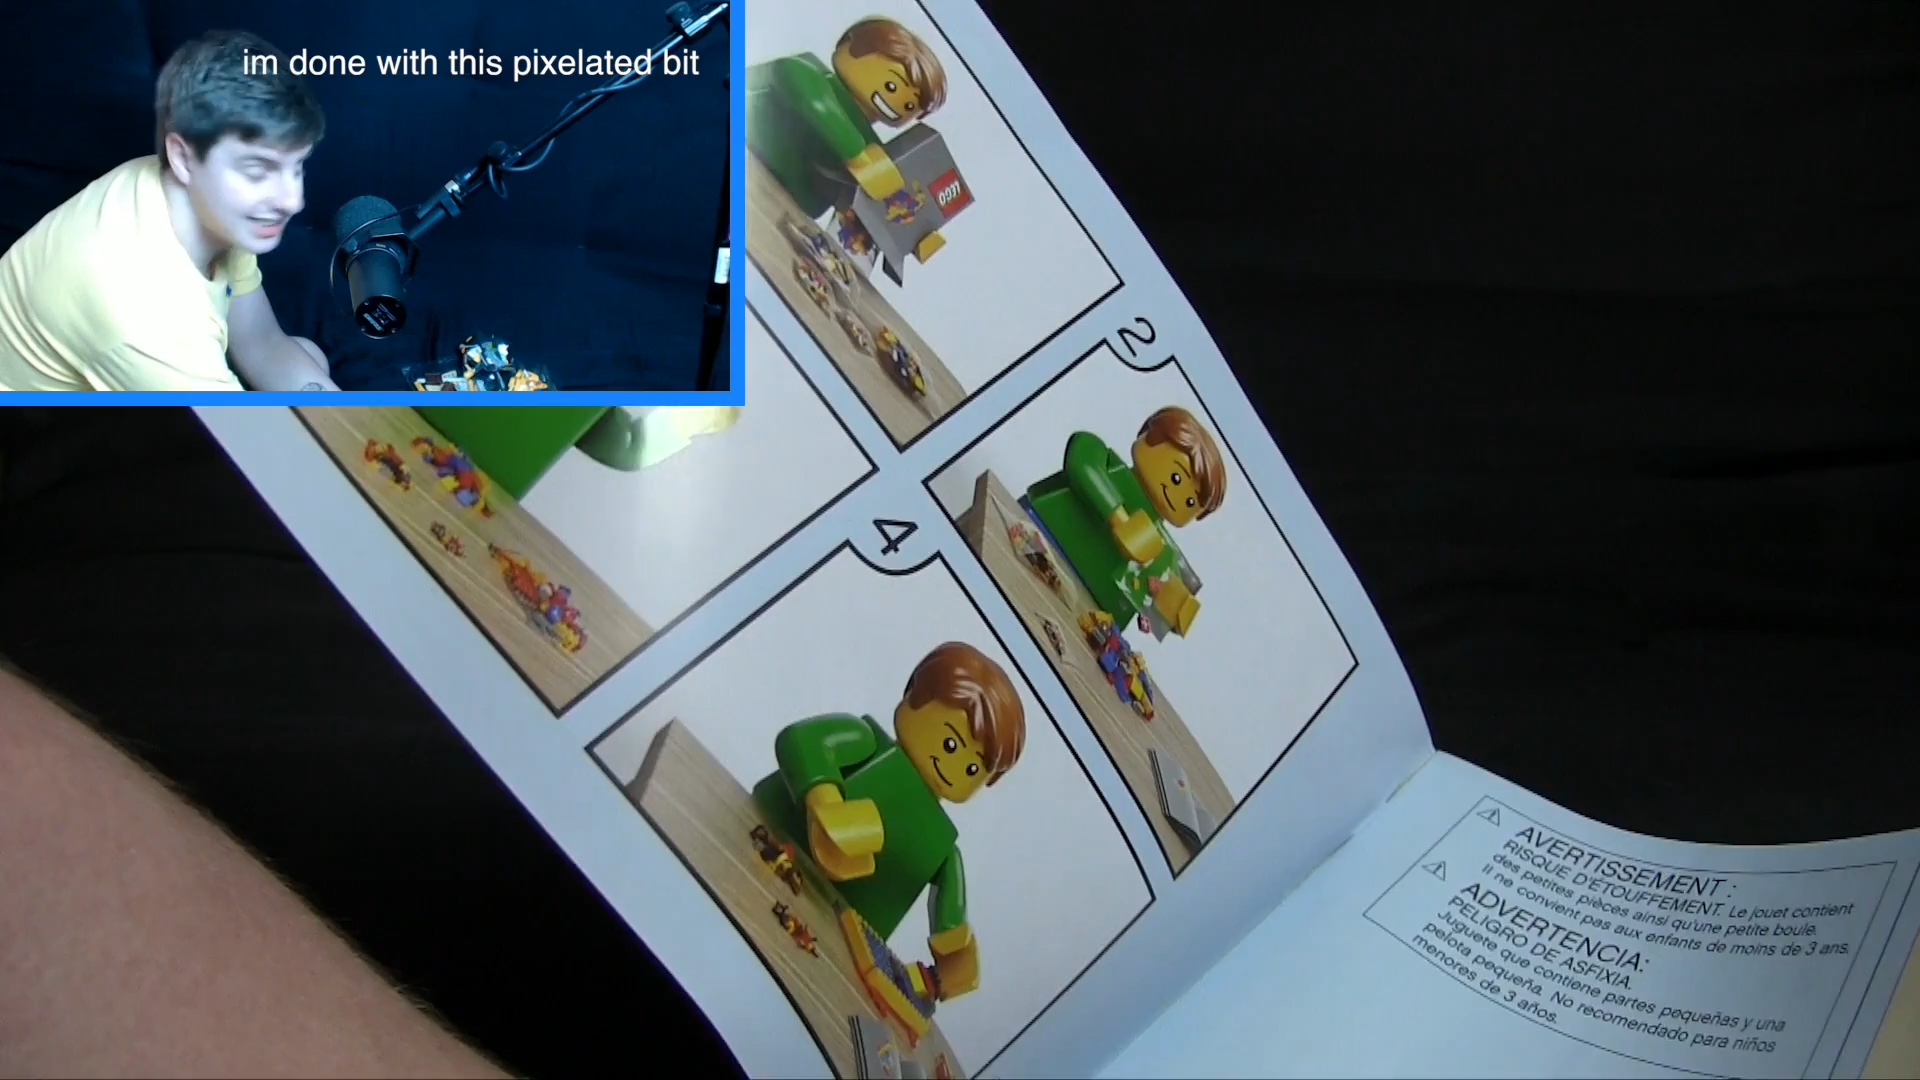 im done with this pixelated bit
LEGO
2
4
AVERTISSEMENT :
RISQUE D'ÉTOUFFEMENT. Le jouet contient
des petites pièces ainsi qu'une petite boule.
Il ne convient pas aux enfants de moins de 3 ans.
ADVERTENCIA:
PELIGRO DE ASFIXIA.
Juguete que contiene partes pequeñas y una
pelota pequeña. No recomendado para niños
menores de 3 años.